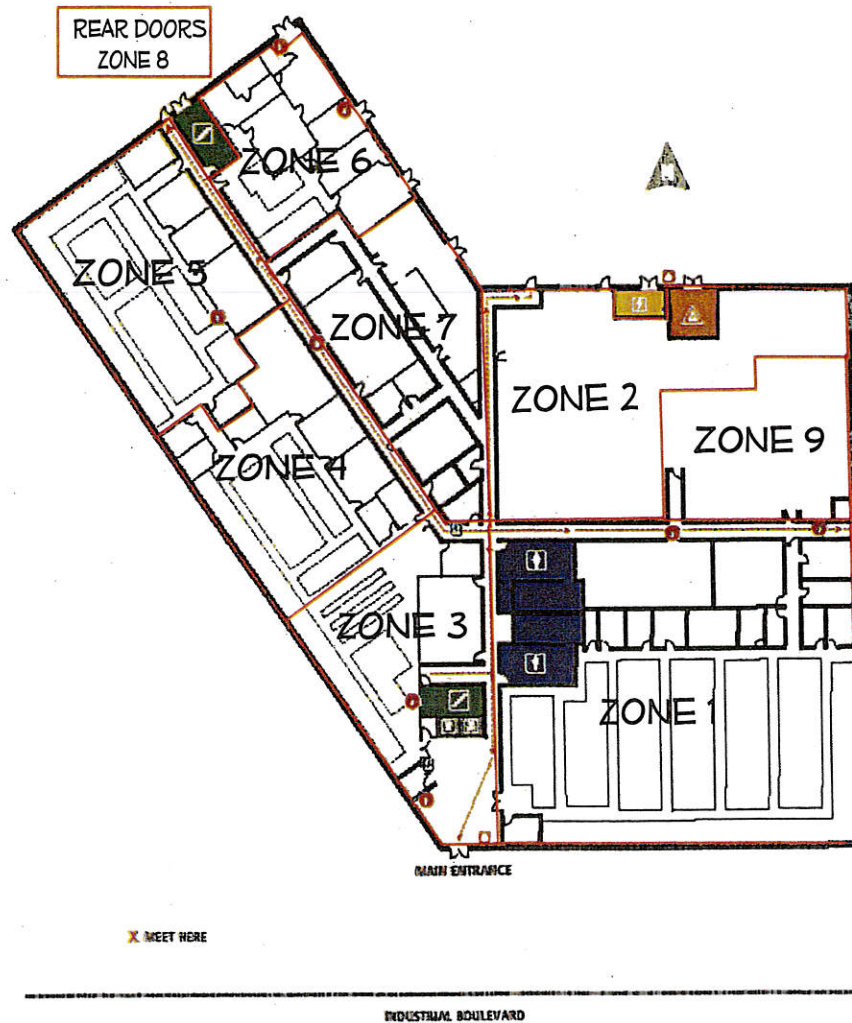 REAR DOORS
ZONE 8
ZONE 6
ZONE 5
ZONE 7
ZONE 2
ZONE 9
ZONE 4
ZONE 3
ZONE 1
MAIN ENTRANCE
X MEET HERE
INDUSTRIAL BOULEVARD